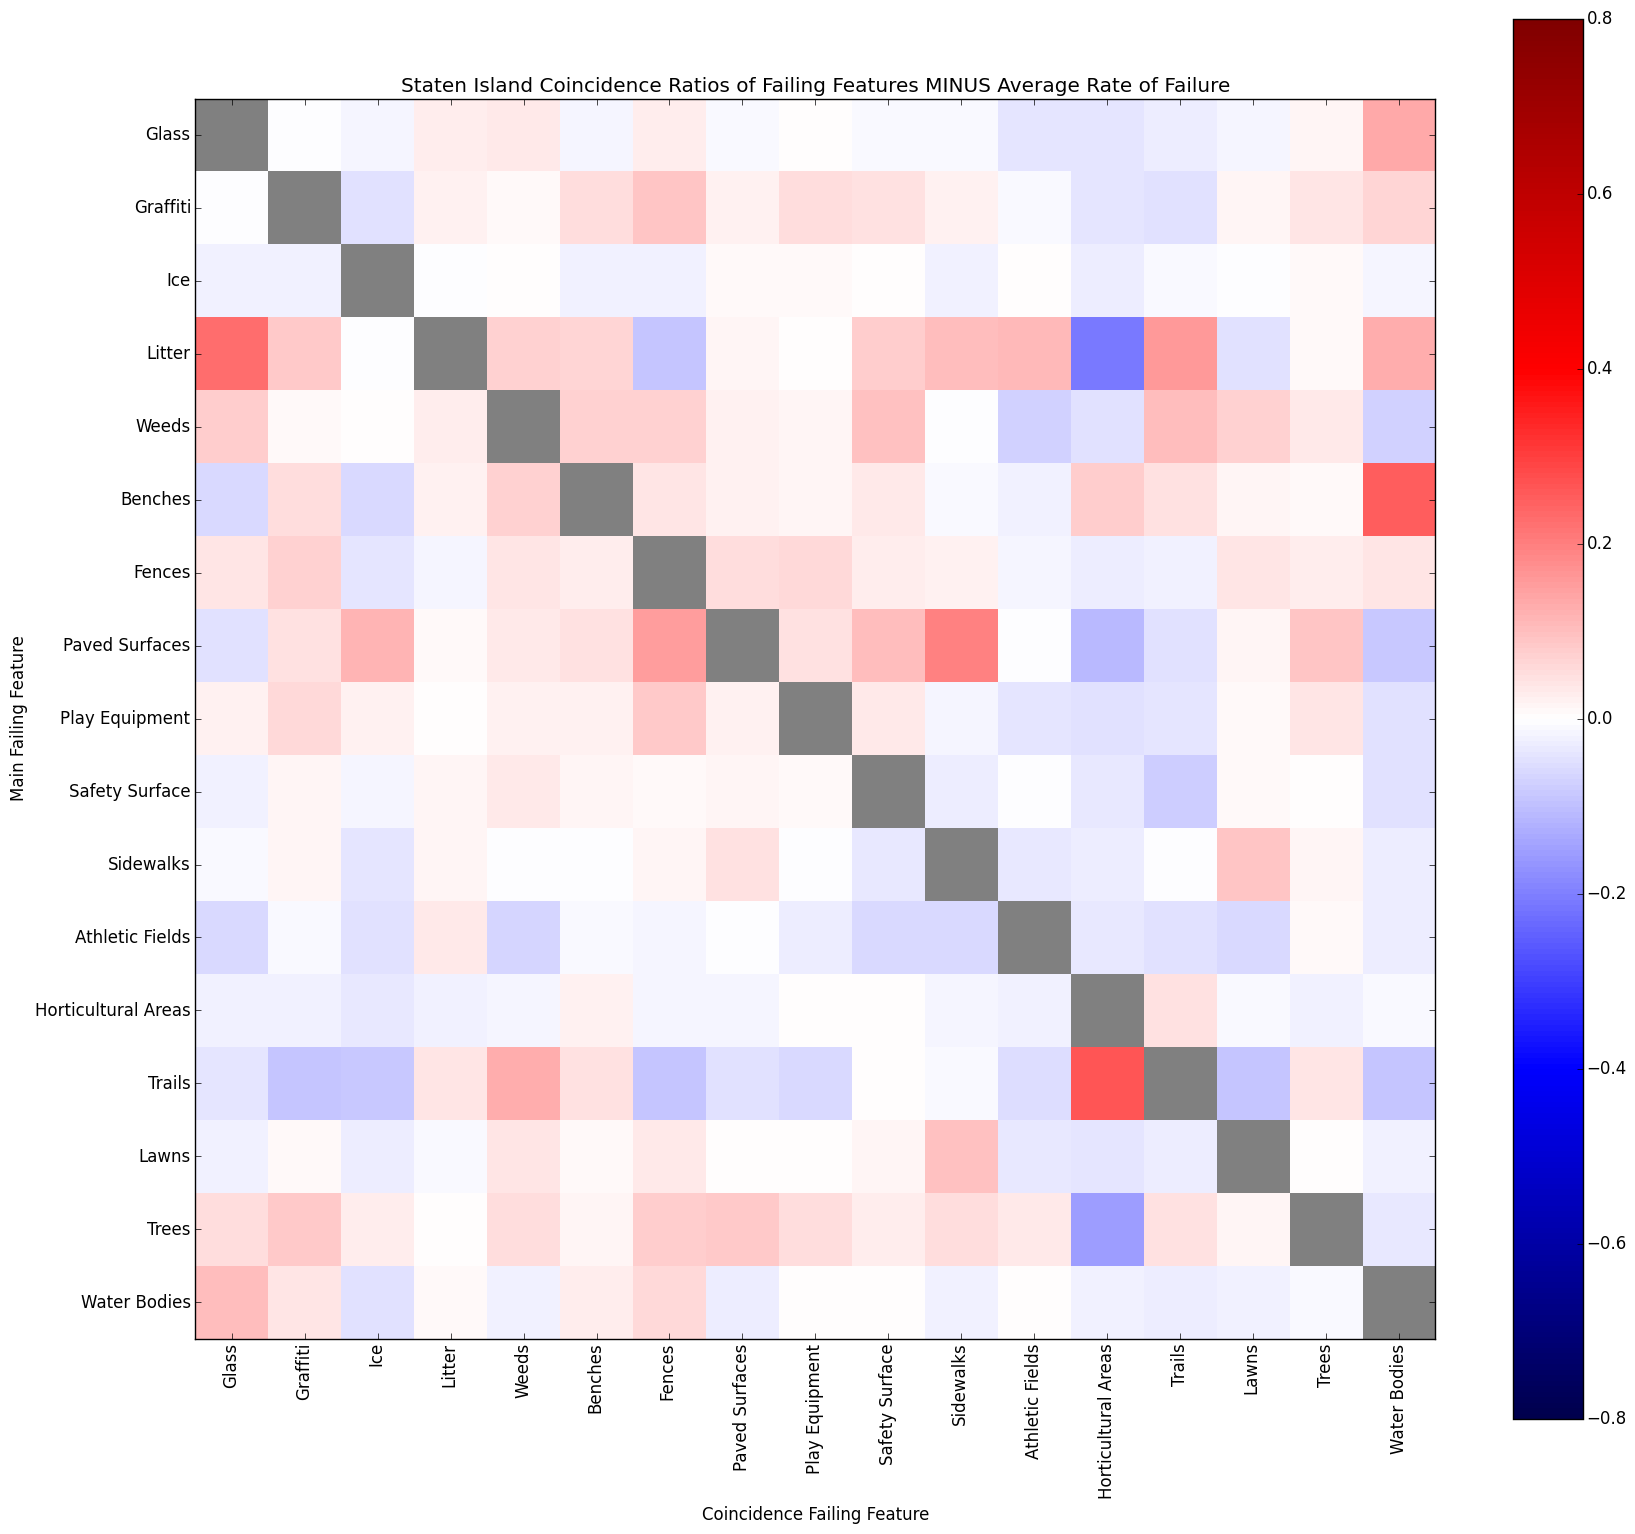 Staten Island Coincidence Ratios of Failing Features MINUS Average Rate of Failure
Main Failing Feature
Glass
Graffiti
Ice
Litter
Weeds
Benches
Fences
Paved Surfaces
Play Equipment
Safety Surface
Sidewalks
Athletic Fields
Horticultural Areas
Trails
Lawns
Trees
Water Bodies
Glass
Graffiti
Ice
Litter
Weeds
Benches
Fences
Paved Surfaces
Play Equipment
Safety Surface
Sidewalks
Athletic Fields
Horticultural Areas
Trails
Lawns
Trees
Water Bodies
Coincidence Failing Feature
0.8
0.6
0.4
0.2
0.0
−0.2
−0.4
−0.6
−0.8